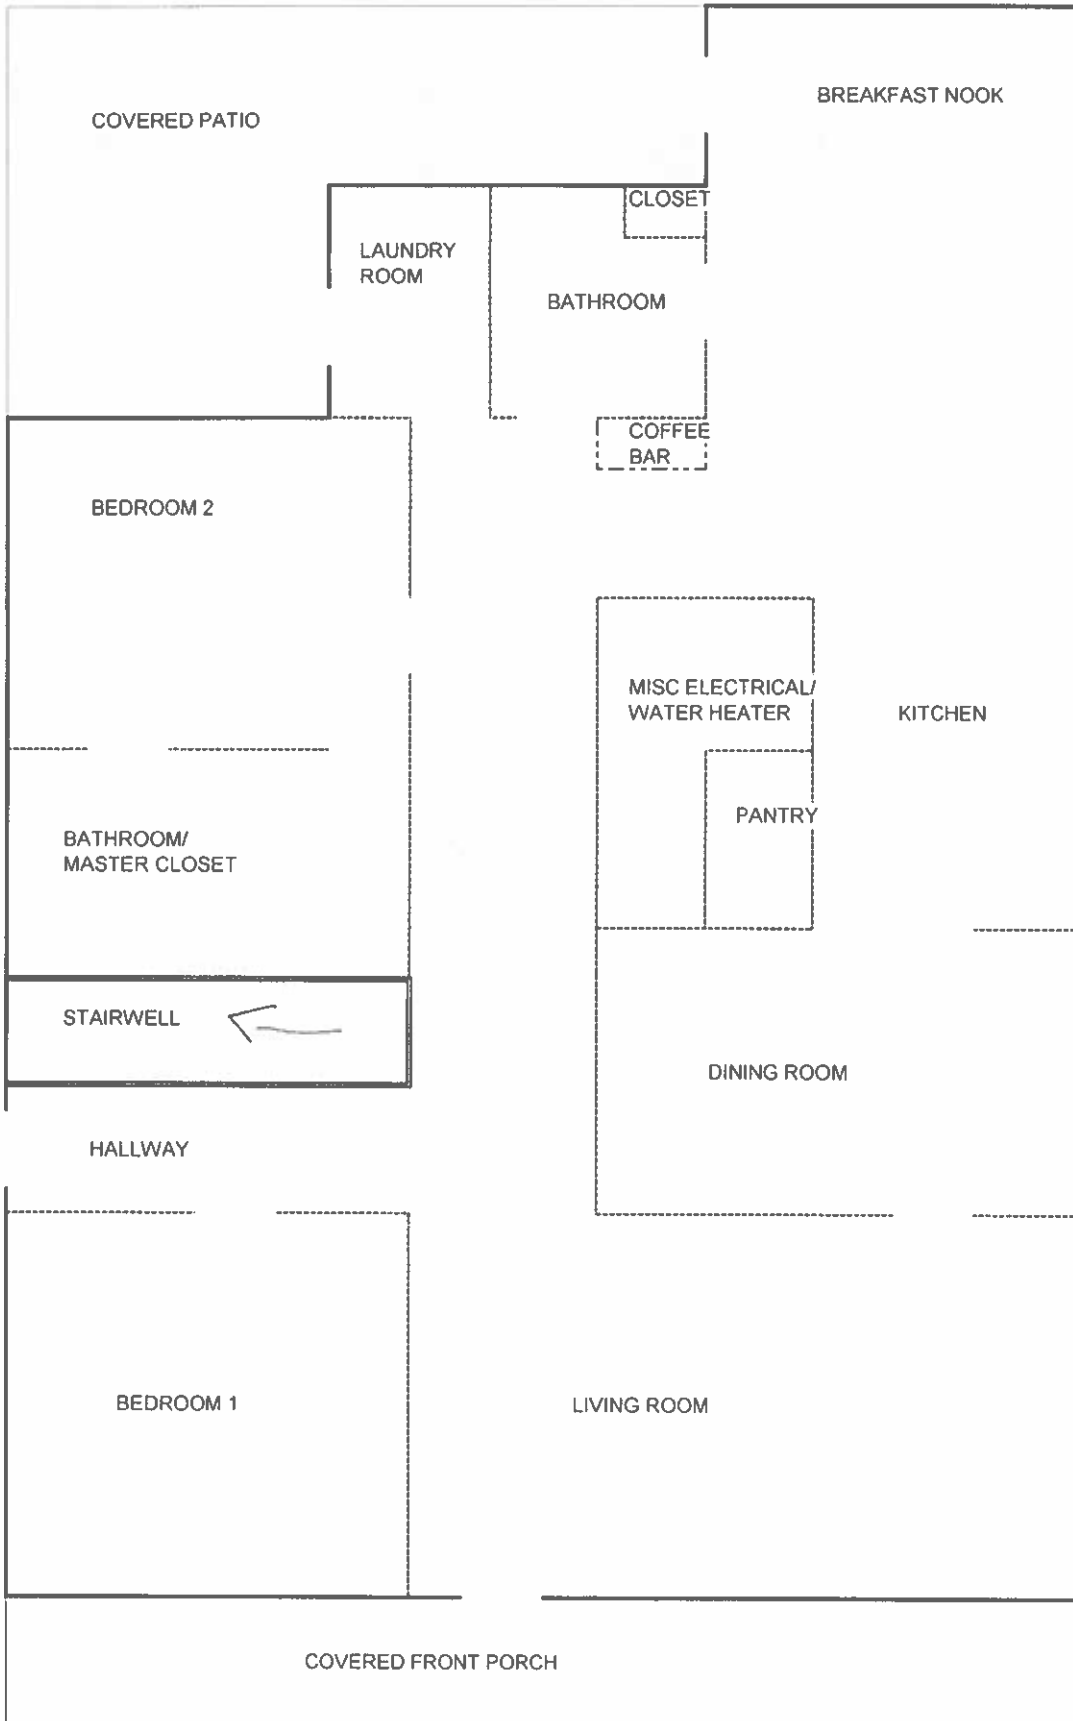 BREAKFAST NOOK
COVERED PATIO
CLOSET
LAUNDRY
ROOM
BATHROOM
COFFEE
BAR
BEDROOM 2
MISC ELECTRICAL/
WATER HEATER
KITCHEN
PANTRY
BATHROOM/
MASTER CLOSET
STAIRWELL
DINING ROOM
HALLWAY
BEDROOM 1
LIVING ROOM
COVERED FRONT PORCH